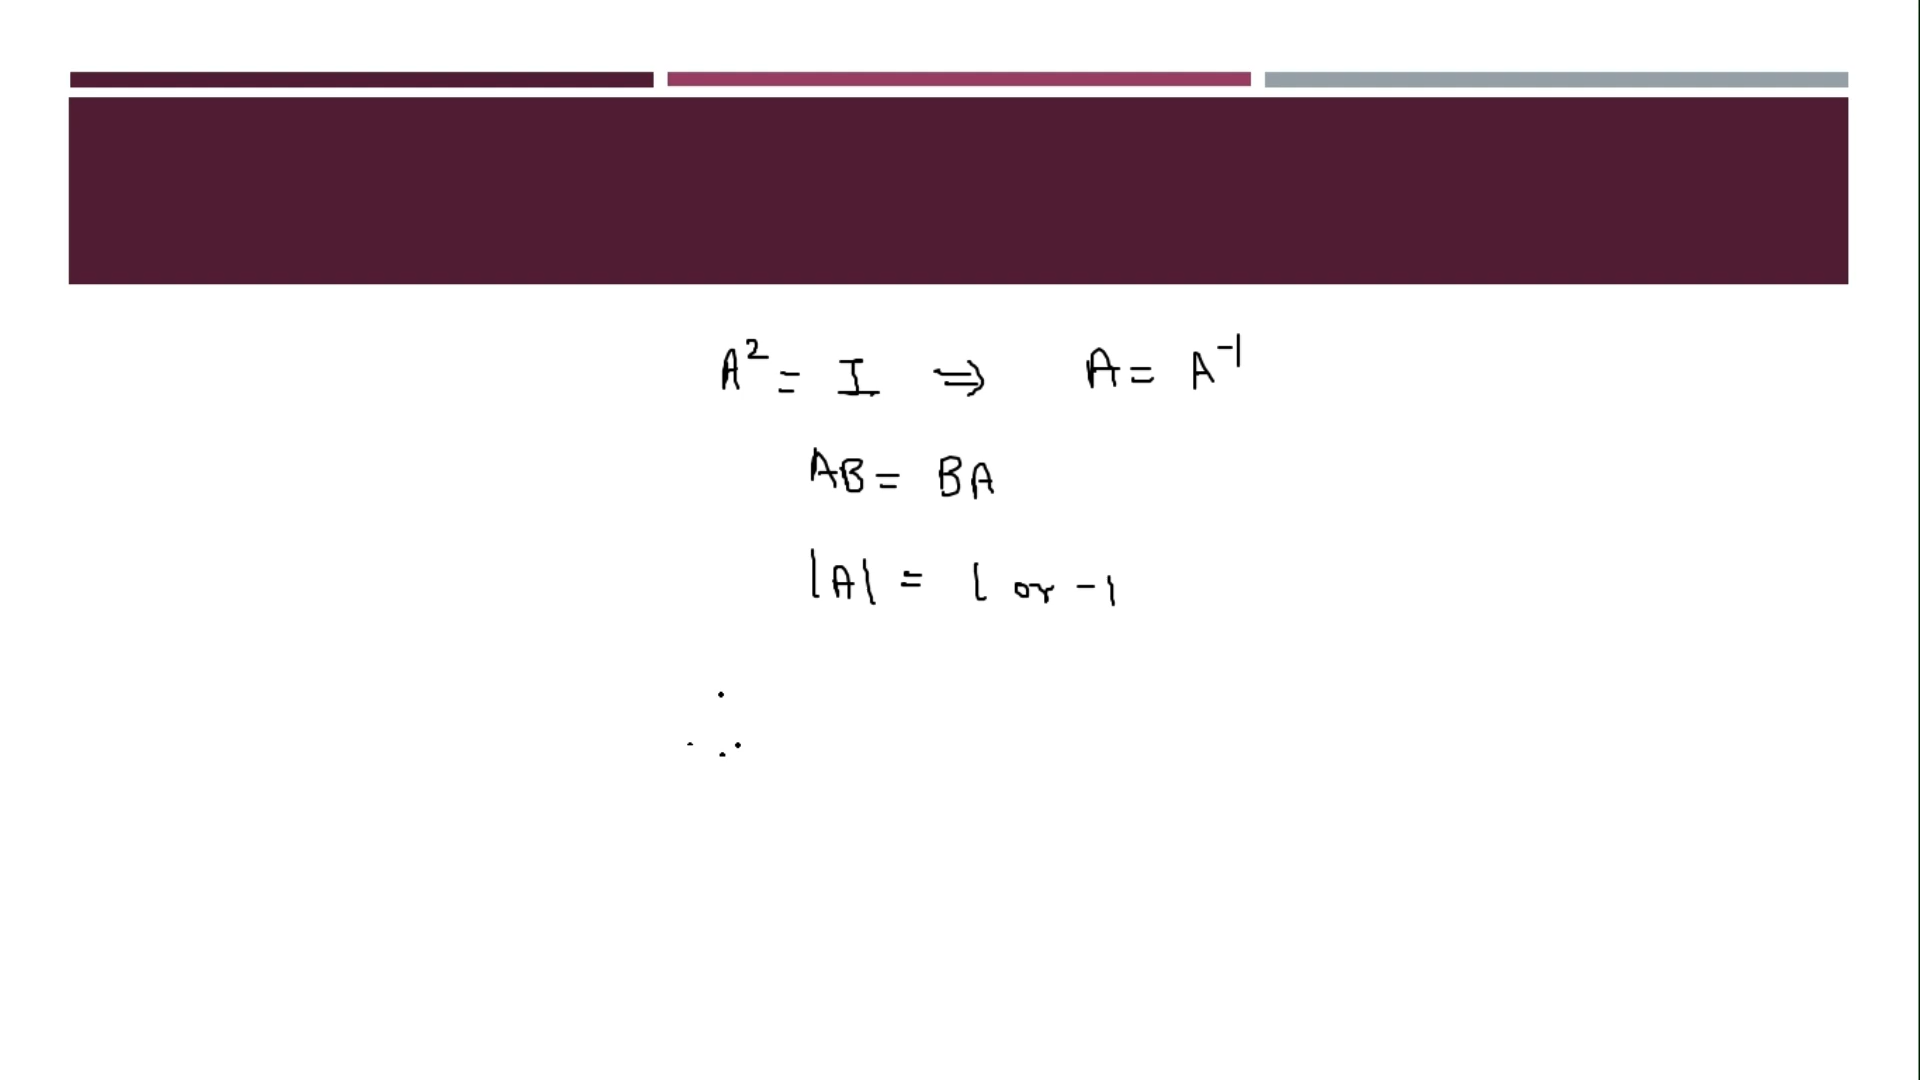 A² = I ⇒ A = A⁻¹
AB = BA
|A| = 1 or -1
∴